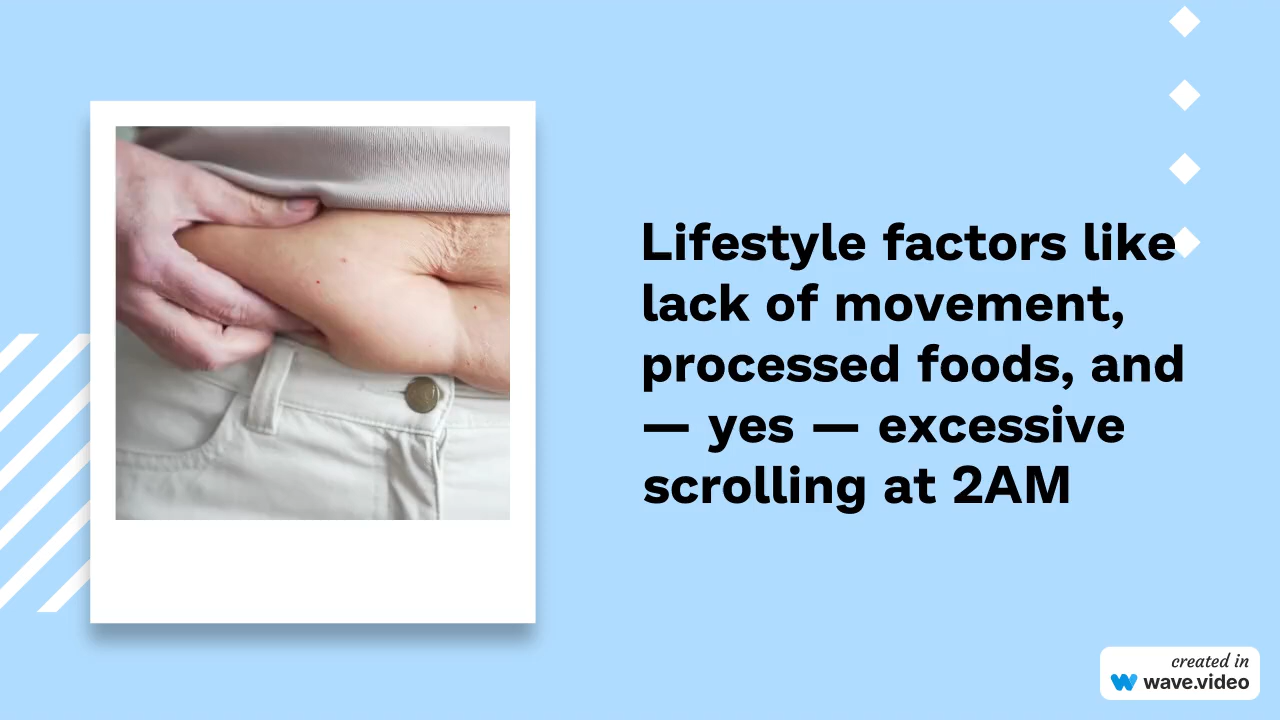 Lifestyle factors like
lack of movement,
processed foods, and
— yes — excessive
scrolling at 2AM
created in
wave.video